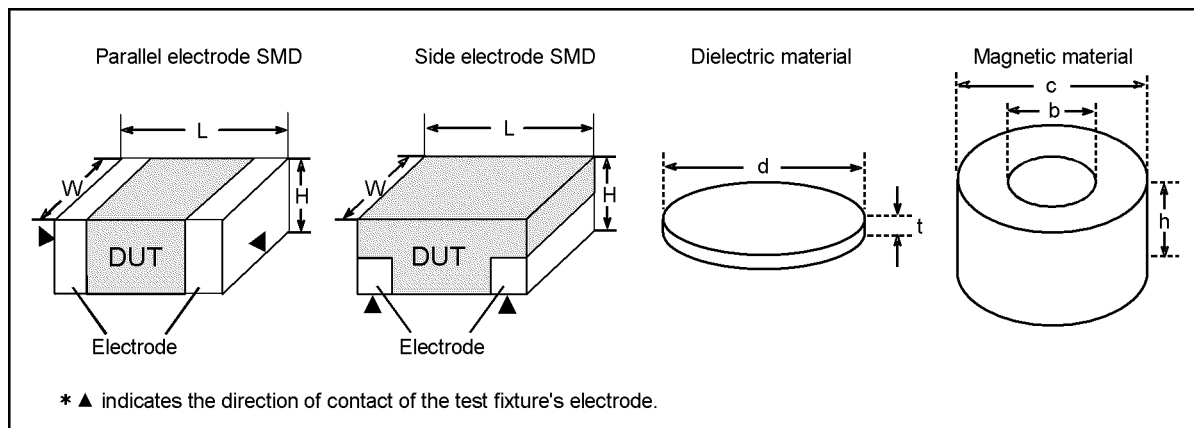 Parallel electrode SMD
Side electrode SMD
Dielectric material
Magnetic material
L
W
H
DUT
Electrode
L
W
H
DUT
Electrode
d
t
c
b
h
* ▲ indicates the direction of contact of the test fixture's electrode.